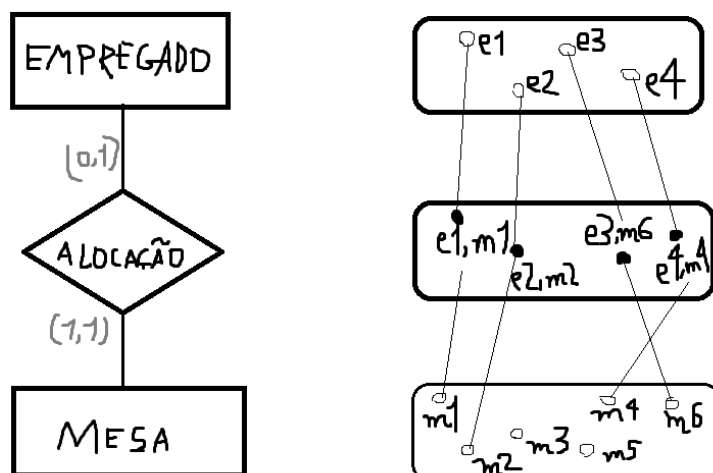 EMPREGADO
(0,1)
ALOCAÇÃO
(1,1)
MESA
e1
e3
e2
e4
e1,m1
e2,m2
e3,m6
e4,m4
m1
m2
m3
m4
m5
m6